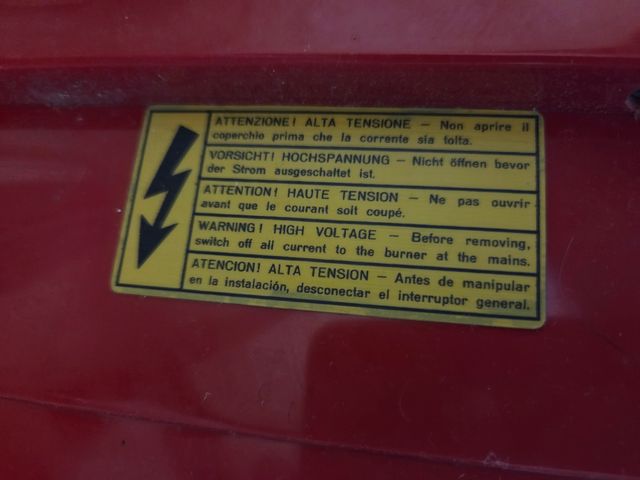 ATTENZIONE! ALTA TENSIONE – Non aprire il
coperchio prima che la corrente sia tolta.
VORSICHT! HOCHSPANNUNG – Nicht öffnen bevor
der Strom ausgeschaltet ist.
ATTENTION! HAUTE TENSION – Ne pas ouvrir
avant que le courant soit coupé.
WARNING! HIGH VOLTAGE – Before removing,
switch off all current to the burner at the mains.
ATENCION! ALTA TENSION – Antes de manipular
en la instalación, desconectar el interruptor general.